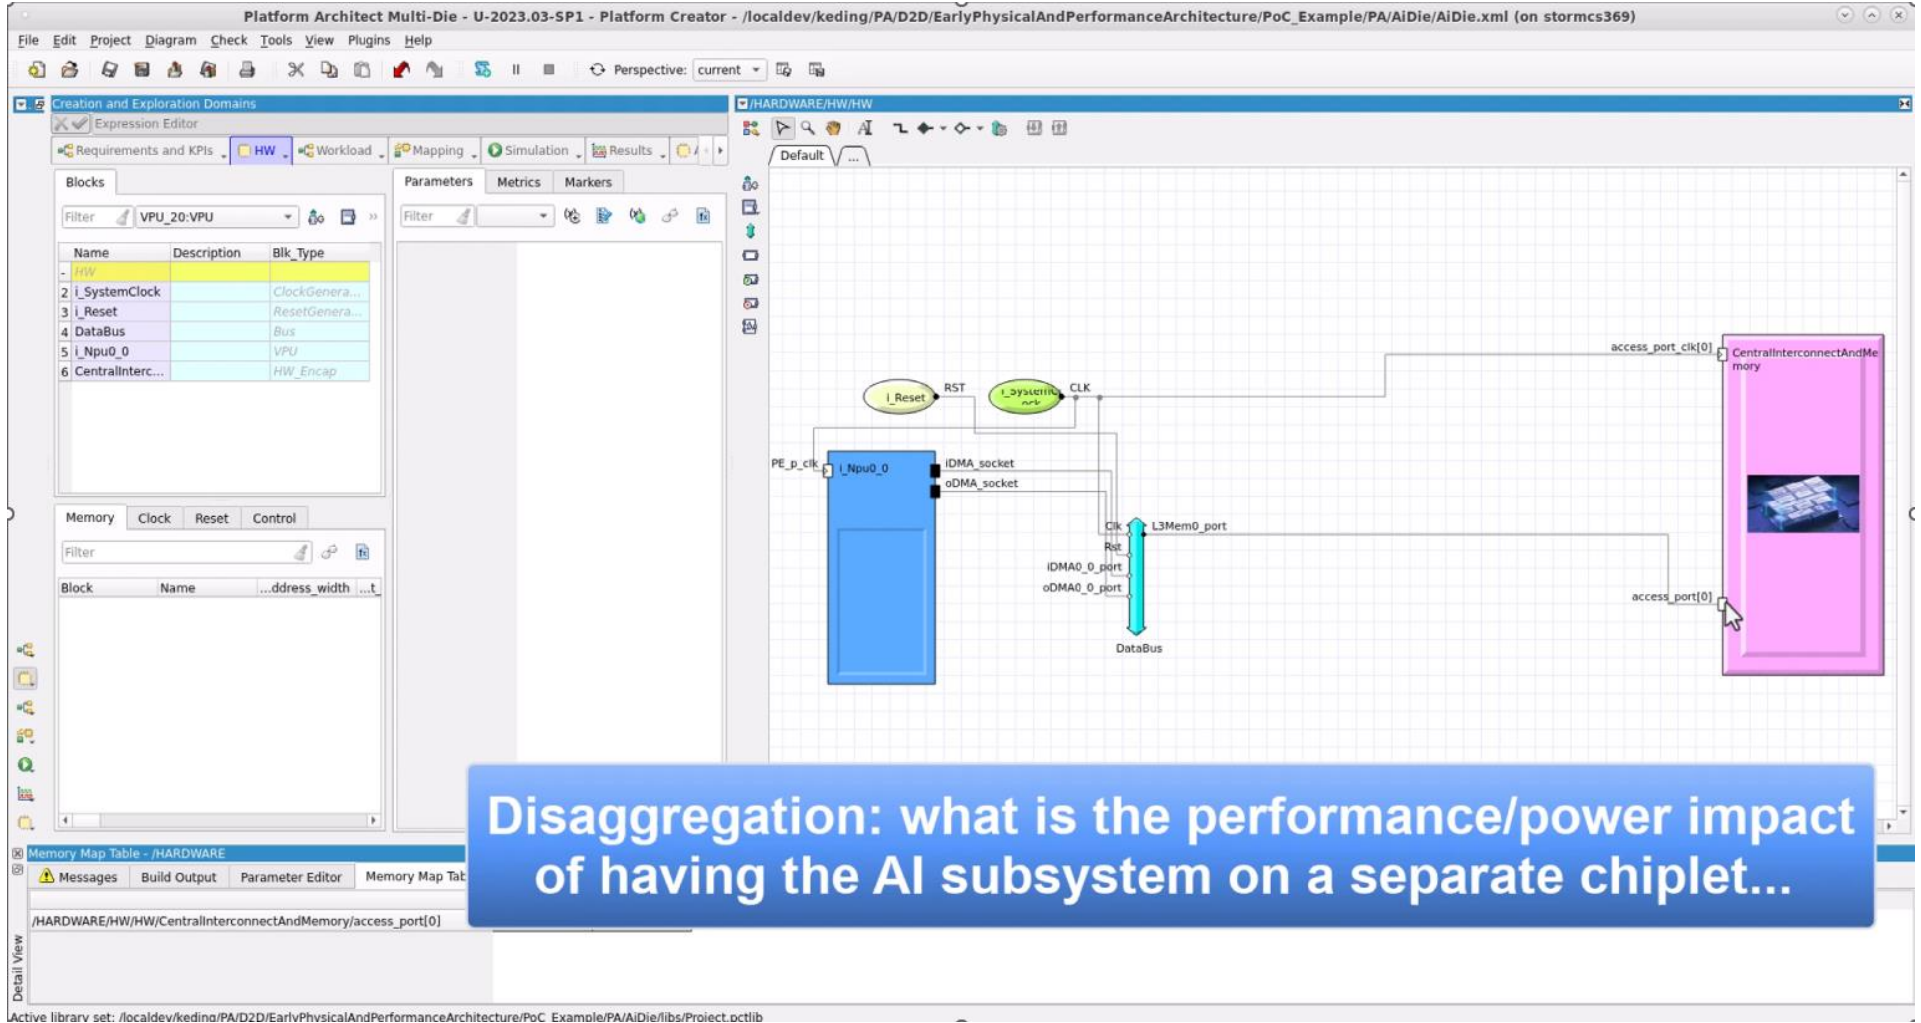 Platform Architect Multi-Die - U-2023.03-SP1 - Platform Creator - /localdev/keding/PA/D2D/EarlyPhysicalAndPerformanceArchitecture/PoC_Example/PA/AiDie/AiDie.xml (on stormcs369)
File Edit Project Diagram Check Tools View Plugins Help
Perspective: current
Creation and Exploration Domains
Expression Editor
Requirements and KPIs HW Workload Mapping Simulation Results
Blocks
Filter VPU_20:VPU
Name Description Blk_Type
- HW
2 i_SystemClock ClockGenera...
3 i_Reset ResetGenera...
4 DataBus Bus
5 i_Npu0_0 VPU
6 CentralInterc... HW_Encap
Parameters Metrics Markers
Filter
Memory Clock Reset Control
Filter
Block Name ...ddress_width ...t_
/HARDWARE/HW/HW
Default ...
access_port_clk[0]
CentralInterconnectAndMe
mory
RST CLK
i_Reset
PE_p_clk i_Npu0_0 iDMA_socket
oDMA_socket
Clk L3Mem0_port
Rst
iDMA0_0_port
oDMA0_0_port
access_port[0]
DataBus
Disaggregation: what is the performance/power impact
of having the AI subsystem on a separate chiplet...
Memory Map Table - /HARDWARE
Messages Build Output Parameter Editor Memory Map Tab
/HARDWARE/HW/HW/CentralInterconnectAndMemory/access_port[0]
Detail View
Active library set: /localdev/keding/PA/D2D/EarlyPhysicalAndPerformanceArchitecture/PoC_Example/PA/AiDie/libs/Project.pctlib